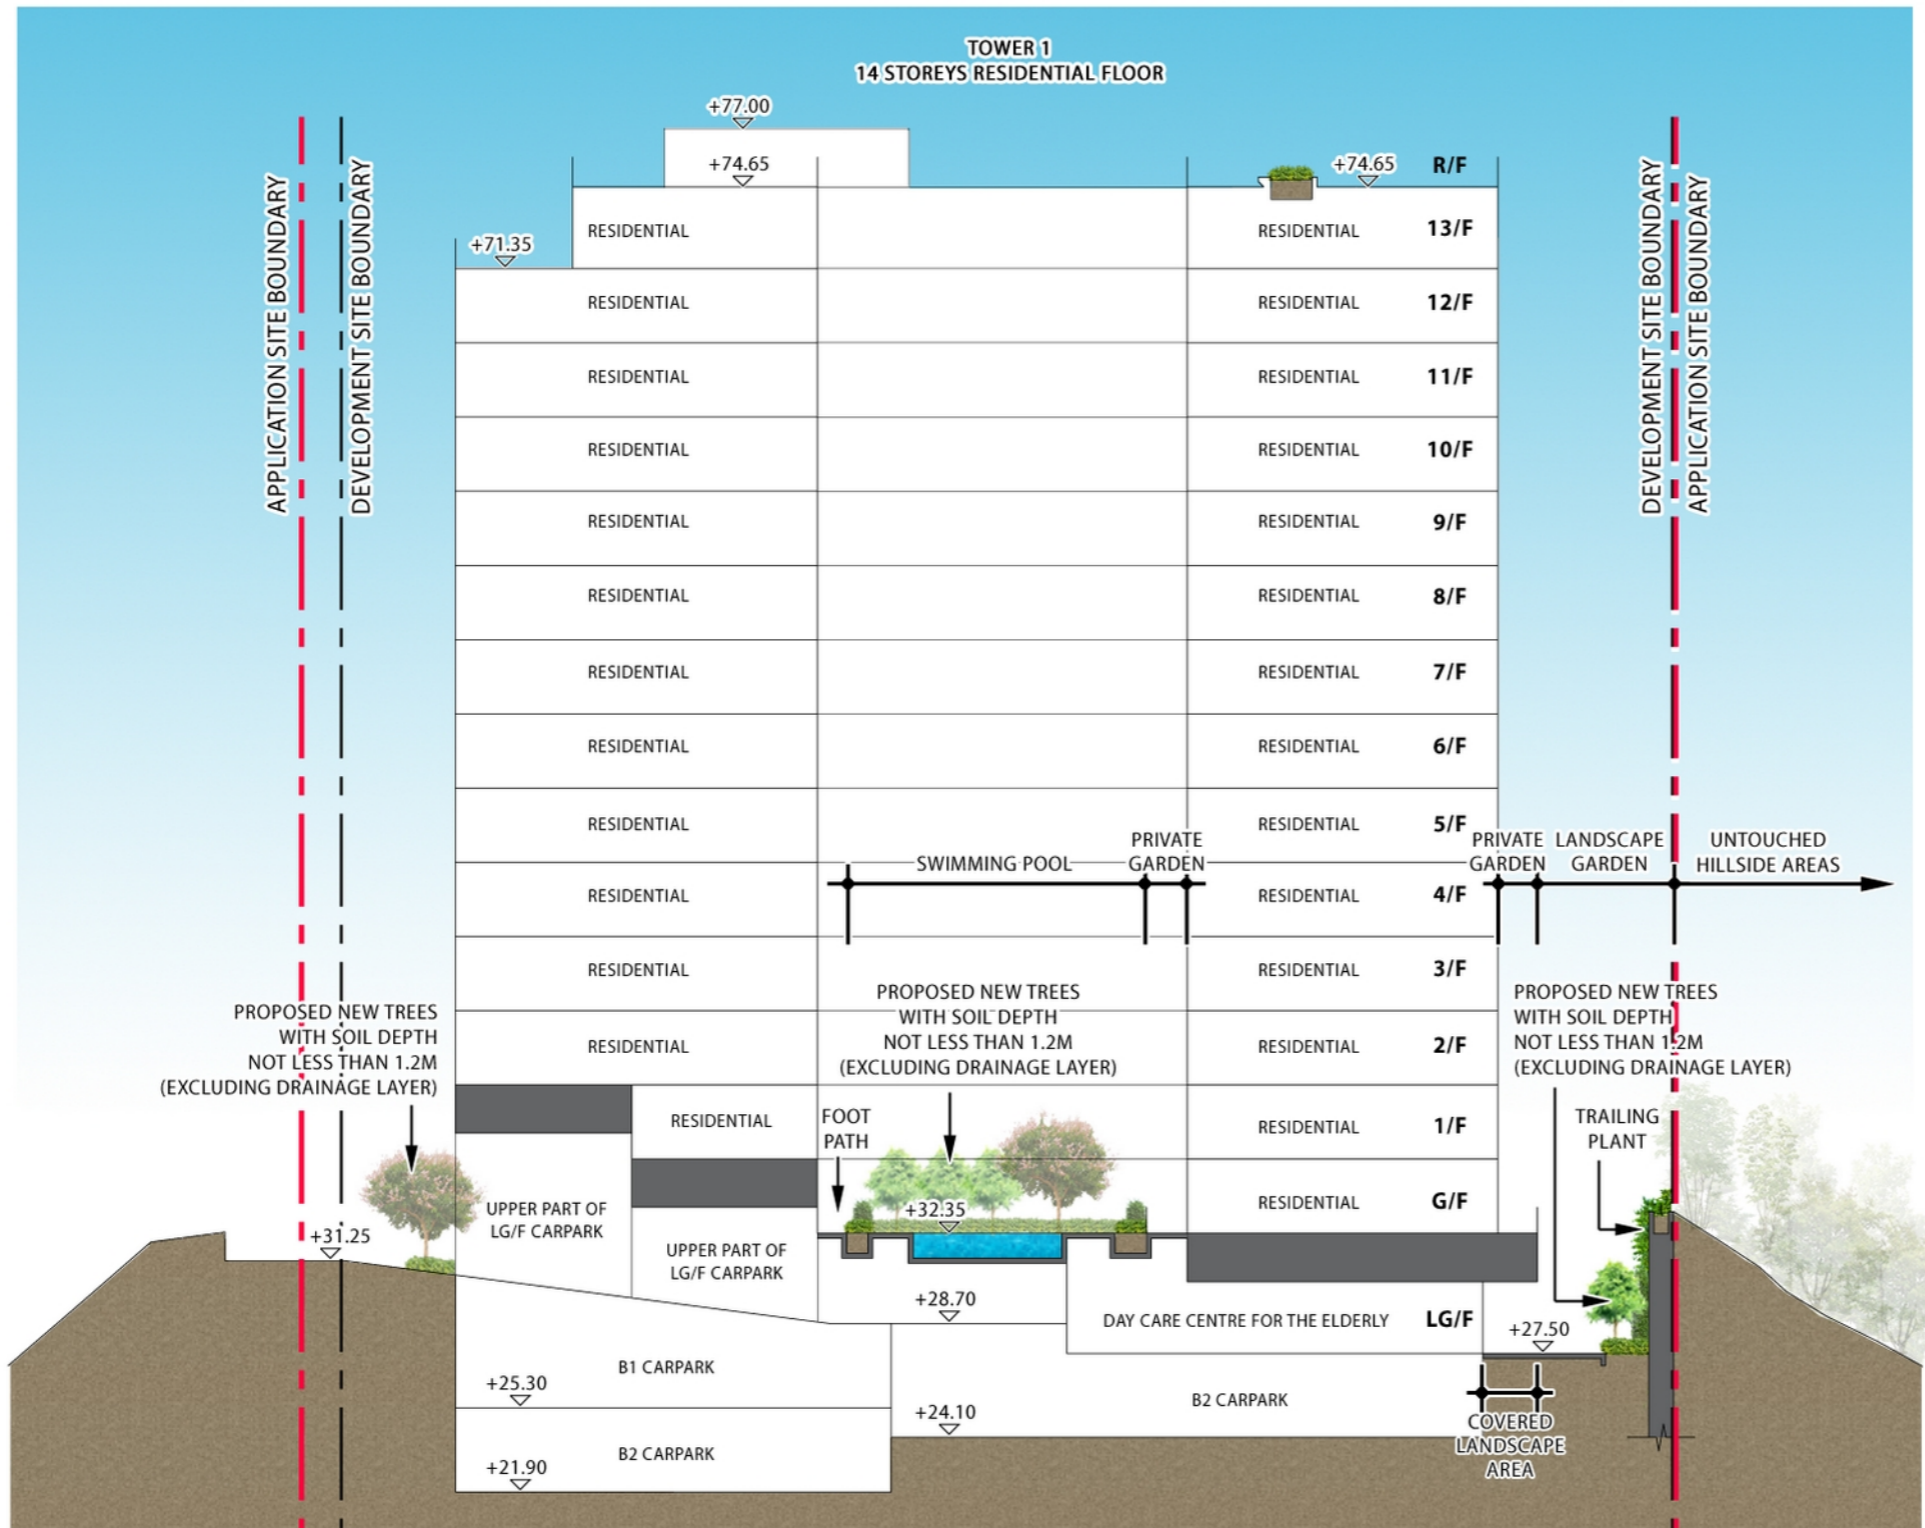 TOWER 1
14 STOREYS RESIDENTIAL FLOOR
+77.00
+74.65
+74.65
R/F
+71.35
APPLICATION SITE BOUNDARY
DEVELOPMENT SITE BOUNDARY
DEVELOPMENT SITE BOUNDARY
APPLICATION SITE BOUNDARY
RESIDENTIAL
RESIDENTIAL
13/F
RESIDENTIAL
RESIDENTIAL
12/F
RESIDENTIAL
RESIDENTIAL
11/F
RESIDENTIAL
RESIDENTIAL
10/F
RESIDENTIAL
RESIDENTIAL
9/F
RESIDENTIAL
RESIDENTIAL
8/F
RESIDENTIAL
RESIDENTIAL
7/F
RESIDENTIAL
RESIDENTIAL
6/F
RESIDENTIAL
RESIDENTIAL
5/F
SWIMMING POOL
PRIVATE
GARDEN
PRIVATE
GARDEN
LANDSCAPE
GARDEN
UNTOUCHED
HILLSIDE AREAS
RESIDENTIAL
RESIDENTIAL
4/F
RESIDENTIAL
RESIDENTIAL
3/F
PROPOSED NEW TREES
WITH SOIL DEPTH
NOT LESS THAN 1.2M
(EXCLUDING DRAINAGE LAYER)
PROPOSED NEW TREES
WITH SOIL DEPTH
NOT LESS THAN 1.2M
(EXCLUDING DRAINAGE LAYER)
PROPOSED NEW TREES
WITH SOIL DEPTH
NOT LESS THAN 1.2M
(EXCLUDING DRAINAGE LAYER)
RESIDENTIAL
RESIDENTIAL
2/F
RESIDENTIAL
FOOT
PATH
RESIDENTIAL
1/F
TRAILING
PLANT
UPPER PART OF
LG/F CARPARK
+32.35
RESIDENTIAL
G/F
+31.25
UPPER PART OF
LG/F CARPARK
+28.70
DAY CARE CENTRE FOR THE ELDERLY
LG/F
+27.50
B1 CARPARK
+25.30
B2 CARPARK
+24.10
COVERED
LANDSCAPE
AREA
B2 CARPARK
+21.90